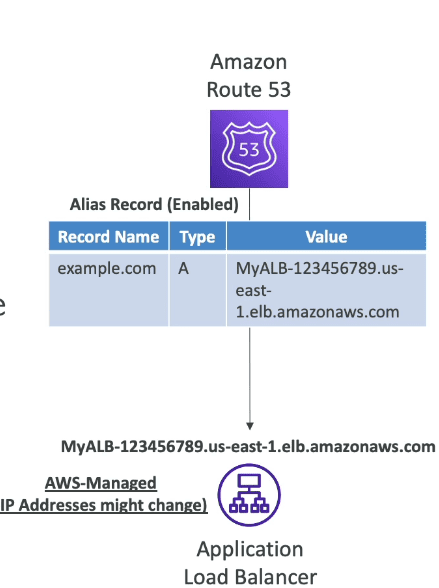 Amazon
Route 53
53
Alias Record (Enabled)
Record Name Type Value
example.com A MyALB-123456789.us-
east-
1.elb.amazonaws.com
e
MyALB-123456789.us-east-1.elb.amazonaws.com
AWS-Managed
IP Addresses might change)
Application
Load Balancer